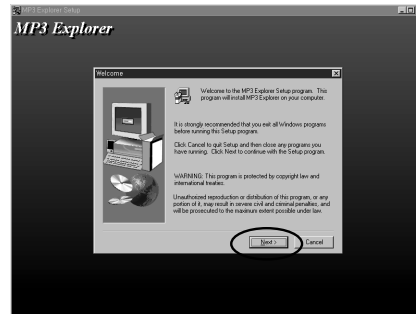 MP3 Explorer Setup
MP3 Explorer
Welcome
Welcome to the MP3 Explorer Setup program. This
program will install MP3 Explorer on your computer.
It is strongly recommended that you exit all Windows programs
before running this Setup program.
Click Cancel to quit Setup and then close any programs you
have running. Click Next to continue with the Setup program.
WARNING: This program is protected by copyright law and
international treaties.
Unauthorized reproduction or distribution of this program, or any
portion of it, may result in severe civil and criminal penalties, and
will be prosecuted to the maximum extent possible under law.
Next > Cancel